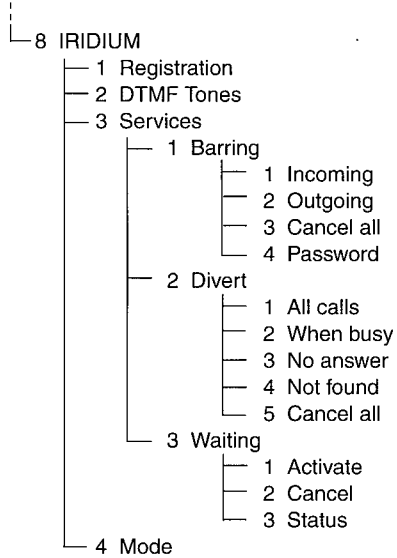 8 IRIDIUM
1 Registration
2 DTMF Tones
3 Services
1 Barring
1 Incoming
2 Outgoing
3 Cancel all
4 Password
2 Divert
1 All calls
2 When busy
3 No answer
4 Not found
5 Cancel all
3 Waiting
1 Activate
2 Cancel
3 Status
4 Mode